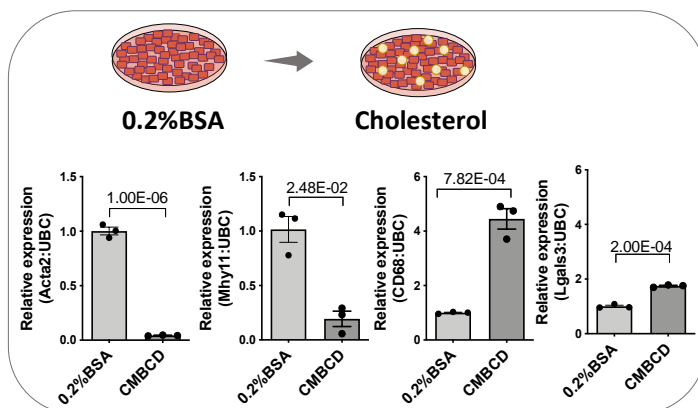 0.2%BSA
Cholesterol
Relative expression
(Acta2:UBC)
1.5
1.0
0.5
0.0
1.00E-06
0.2%BSA
CMBCD
Relative expression
(Mhy11:UBC)
1.5
1.0
0.5
0.0
2.48E-02
0.2%BSA
CMBCD
Relative expression
(CD68:UBC)
6
4
2
0
7.82E-04
0.2%BSA
CMBCD
Relative expression
(Lgals3:UBC)
6
4
2
0
2.00E-04
0.2%BSA
CMBCD